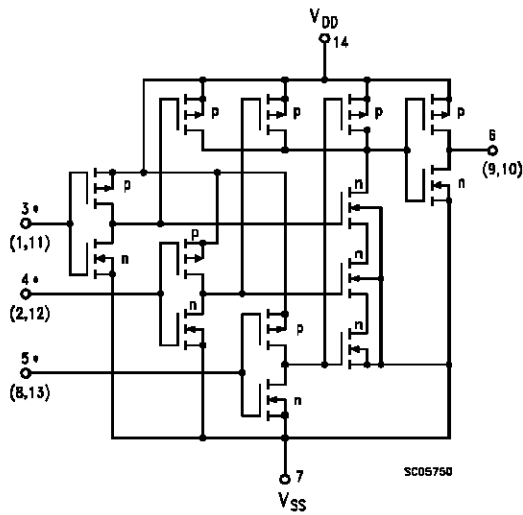 VDD
14
p
p
p
p
6
(9,10)
n
p
n
3*
(1,11)
n
p
4*
(2,12)
n
n
p
n
5*
(8,13)
n
7
VSS
SC05750